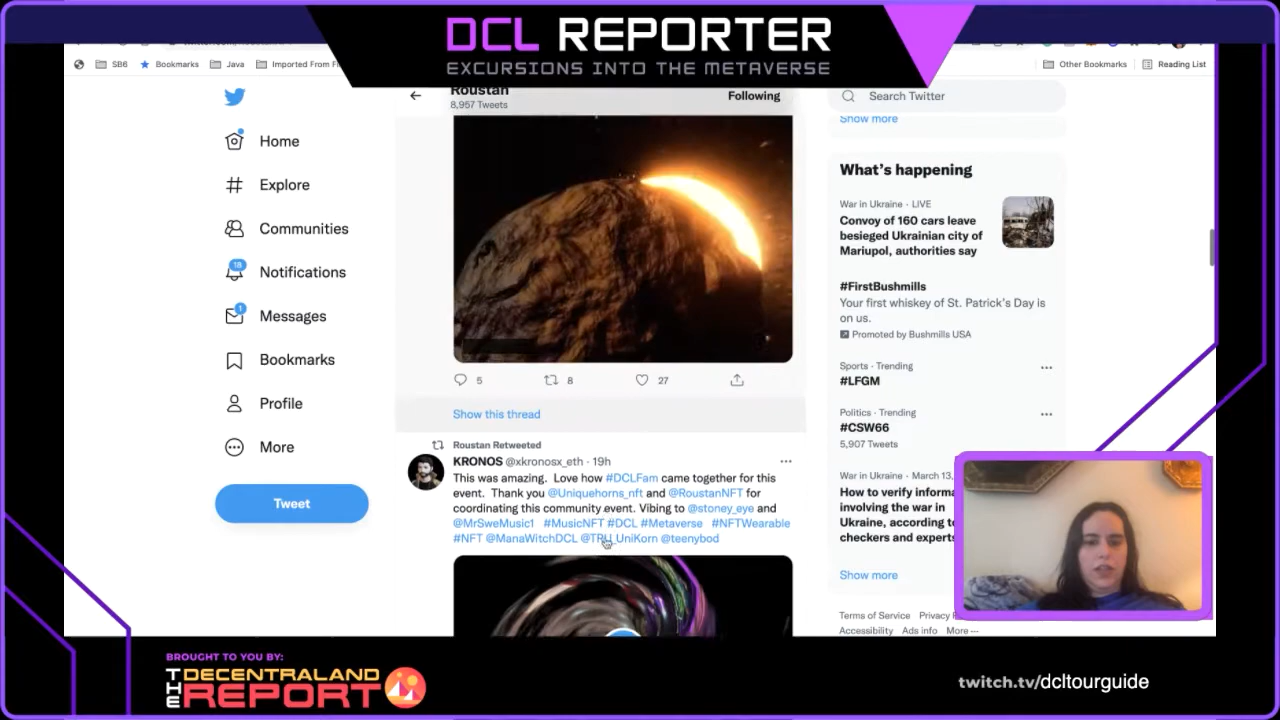 DCL REPORTER
EXCURSIONS INTO THE METAVERSE
SB6
Bookmarks
Java
Imported From Fi
Other Bookmarks
Reading List
Roustan
8,957 Tweets
Following
Search Twitter
Show more
Home
Explore
Communities
18
Notifications
1
Messages
Bookmarks
Profile
More
Tweet
5
8
27
Show this thread
Roustan Retweeted
KRONOS @xkronosx_eth · 19h
This was amazing. Love how #DCLFam came together for this
event. Thank you @Uniquehorns_nft and @RoustanNFT for
coordinating this community event. Vibing to @stoney_eye and
@MrSweMusic1 #MusicNFT #DCL #Metaverse #NFTWearable
#NFT @ManaWitchDCL @TRU_UniKorn @teenybod
What's happening
War in Ukraine · LIVE
Convoy of 160 cars leave
besieged Ukrainian city of
Mariupol, authorities say
#FirstBushmills
Your first whiskey of St. Patrick's Day is
on us.
Promoted by Bushmills USA
Sports · Trending
#LFGM
Politics · Trending
#CSW66
5,907 Tweets
War in Ukraine · March 13,
How to verify informa
involving the war in
Ukraine, according to
checkers and experts
Show more
Terms of Service Privacy
Accessibility Ads info More ···
BROUGHT TO YOU BY:
THE DECENTRALAND
REPORT
twitch.tv/dcltourguide